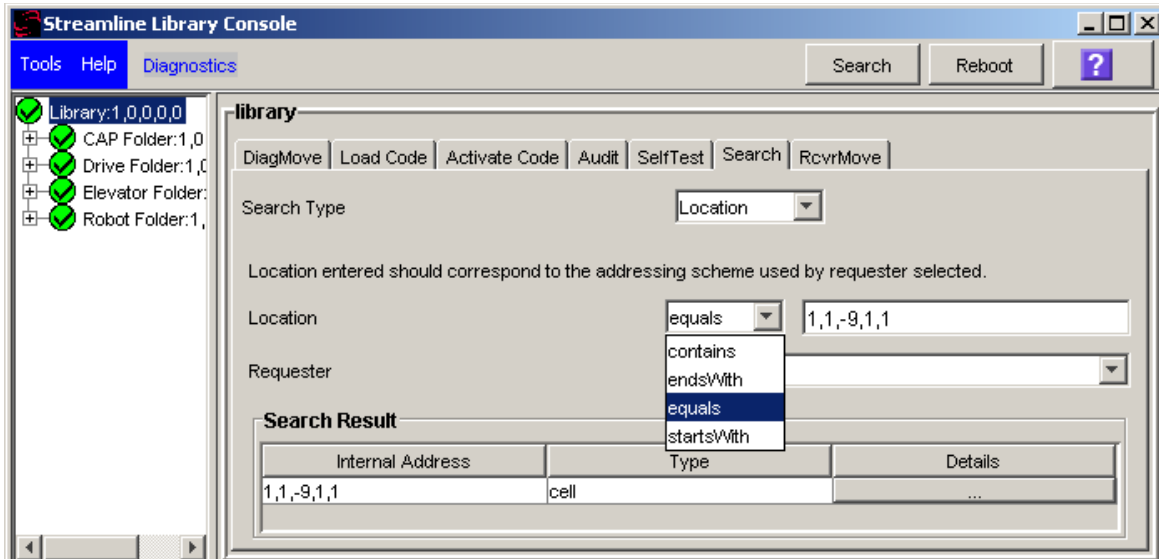 Streamline Library Console
Tools Help Diagnostics Search Reboot ?
Library:1,0,0,0,0
CAP Folder:1,0
Drive Folder:1,0
Elevator Folder:
Robot Folder:1,
library
DiagMove Load Code Activate Code Audit SelfTest Search RcvrMove
Search Type Location
Location entered should correspond to the addressing scheme used by requester selected.
Location equals 1,1,-9,1,1
contains
endsWith
equals
startsWith
Requester
Search Result
Internal Address Type Details
1,1,-9,1,1 cell ...